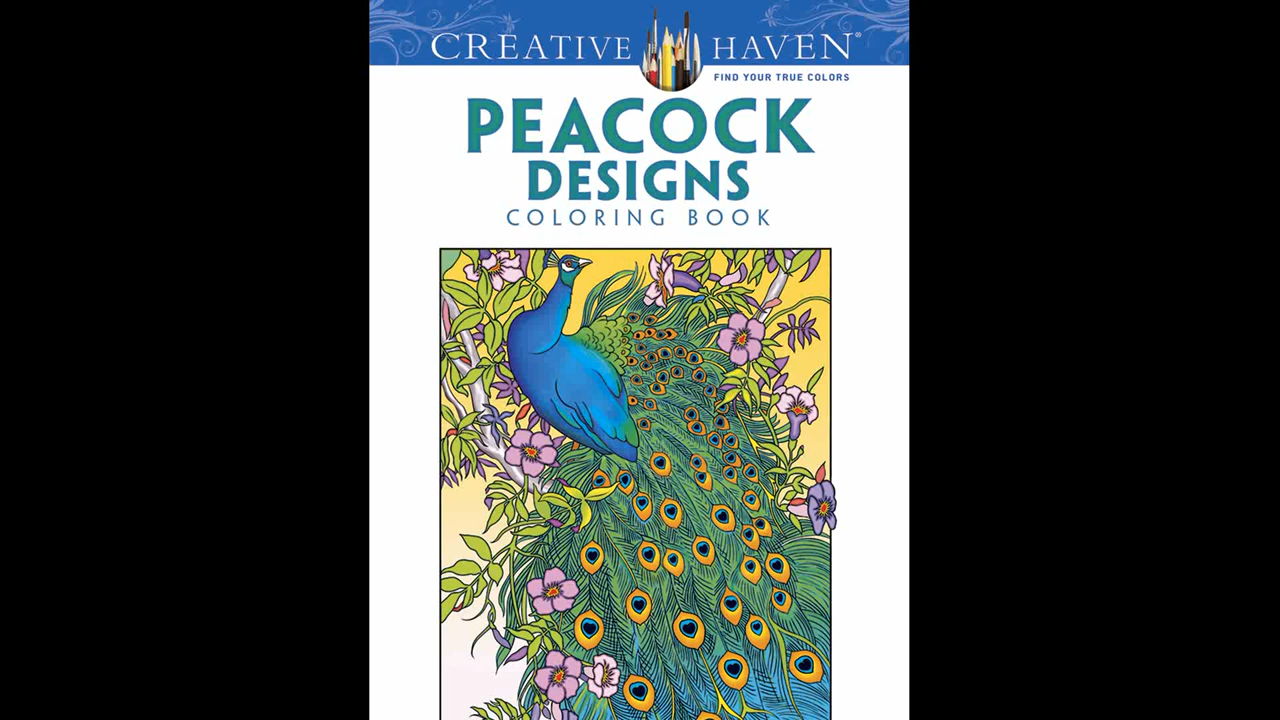 CREATIVE HAVEN®
FIND YOUR TRUE COLORS
PEACOCK
DESIGNS
COLORING BOOK